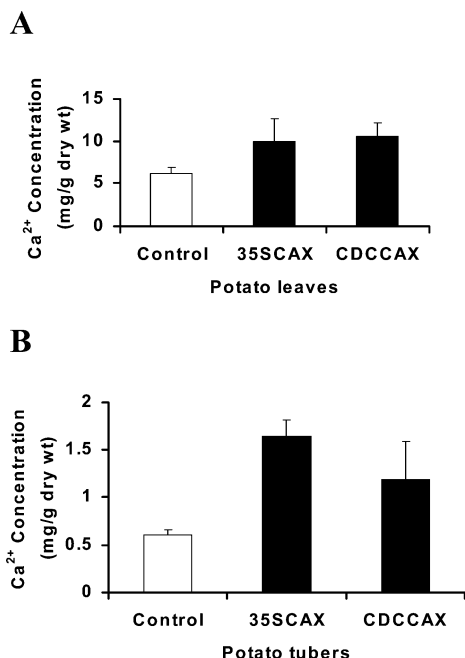 A
Ca2+ Concentration
(mg/g dry wt)
15
10
5
0
Control 35SCAX CDCCAX
Potato leaves
B
Ca2+ Concentration
(mg/g dry wt)
2
1.5
1
0.5
0
Control 35SCAX CDCCAX
Potato tubers